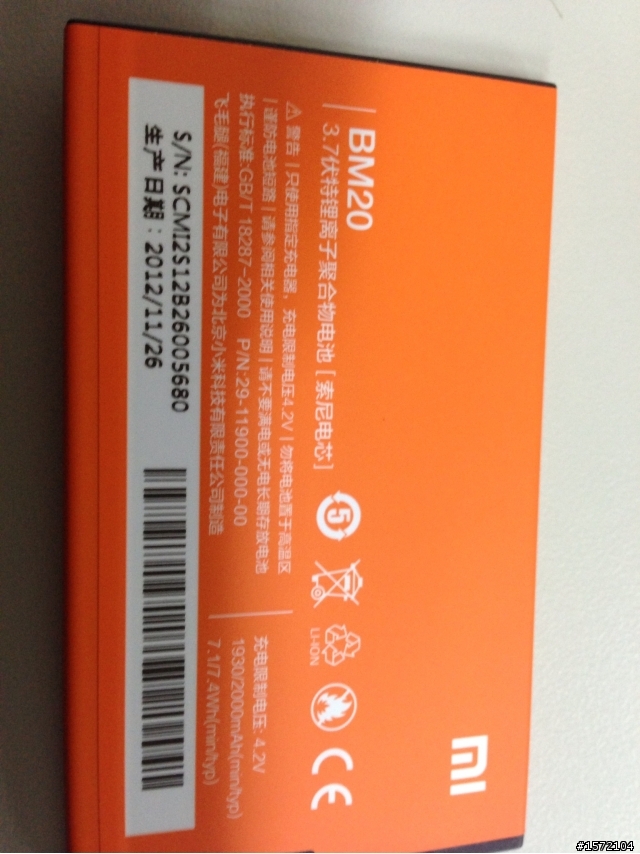 BM20
3.7伏特锂离子聚合物电池 [索尼电芯]
警告 | 只使用指定充电器，充电限制电压4.2V | 勿将电池置于高温区
| 谨防电池短路 | 请参阅相关使用说明 | 请不要满电或无电长期存放电池
执行标准:GB/T 18287-2000 P/N:29-11900-000-00
飞毛腿(福建)电子有限公司为北京小米科技有限责任公司制造
S/N: SCMI2S12B26005680
生产日期: 2012/11/26
5
LI-ION
CE
充电限制电压: 4.2V
1930/2000mAh(min/typ)
7.1/7.4Wh(min/typ)
MI
#1572104